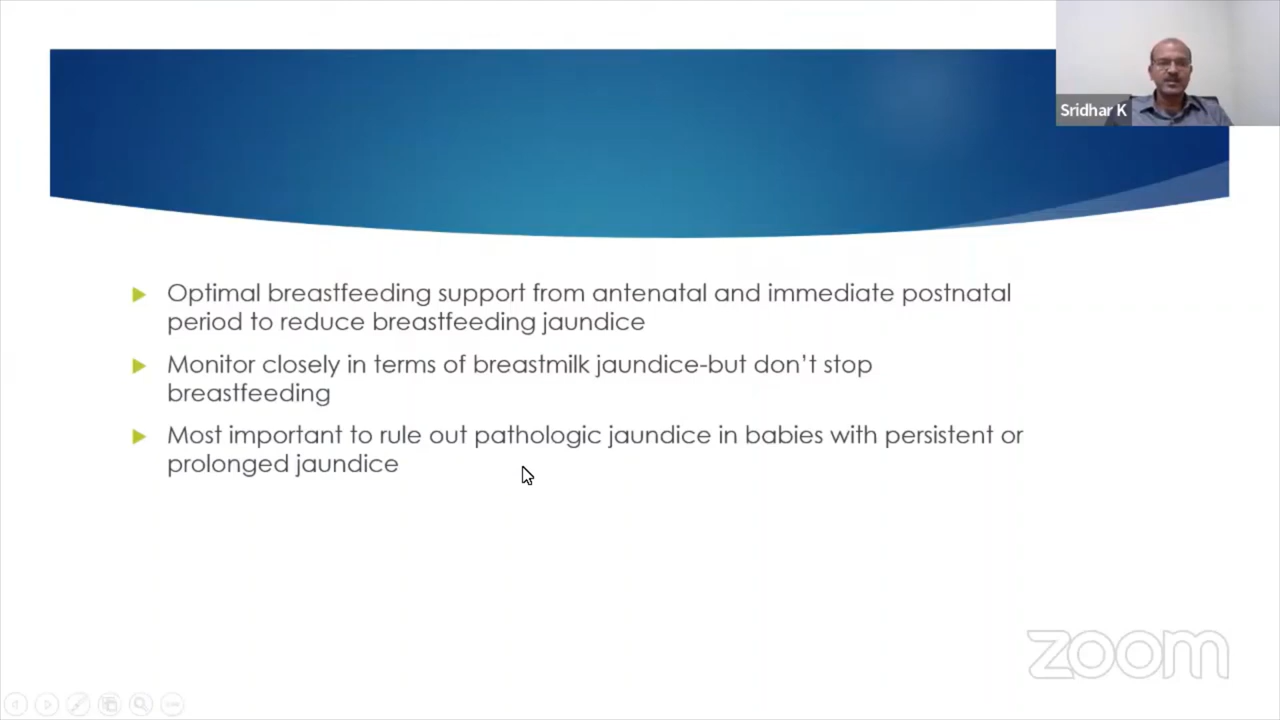 Sridhar K
Optimal breastfeeding support from antenatal and immediate postnatal
period to reduce breastfeeding jaundice
Monitor closely in terms of breastmilk jaundice-but don't stop
breastfeeding
Most important to rule out pathologic jaundice in babies with persistent or
prolonged jaundice
zoom